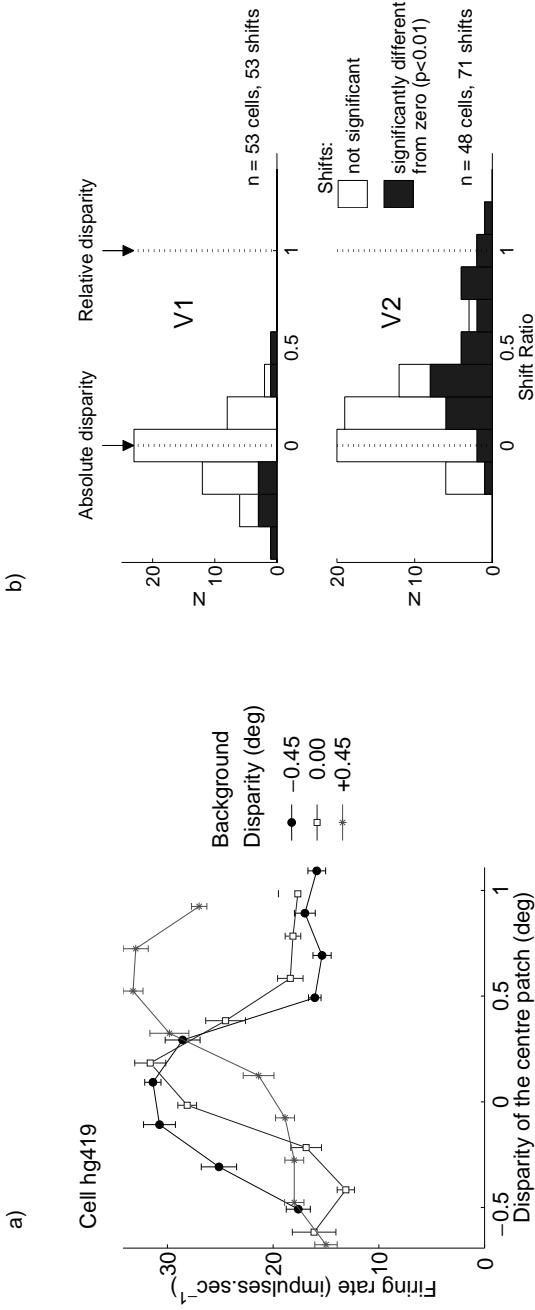 a)
Cell hg419
Background
Disparity (deg)
−0.45
0.00
+0.45
Firing rate (impulses.sec⁻¹)
30
20
10
0
−0.5
0
0.5
1
Disparity of the centre patch (deg)
b)
Absolute disparity
Relative disparity
V1
n = 53 cells, 53 shifts
N
20
10
0
0
0.5
1
Shifts:
not significant
significantly different
from zero (p<0.01)
V2
n = 48 cells, 71 shifts
N
20
10
0
0
0.5
1
Shift Ratio